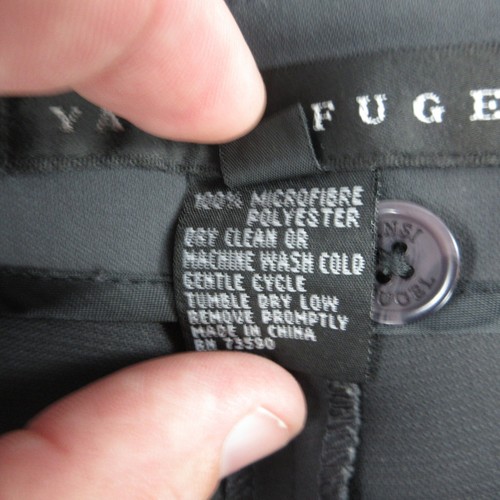 YA FUGE
100% MICROFIBRE
POLYESTER
DRY CLEAN OR
MACHINE WASH COLD
GENTLE CYCLE
TUMBLE DRY LOW
REMOVE PROMPTLY
MADE IN CHINA
RN 73590